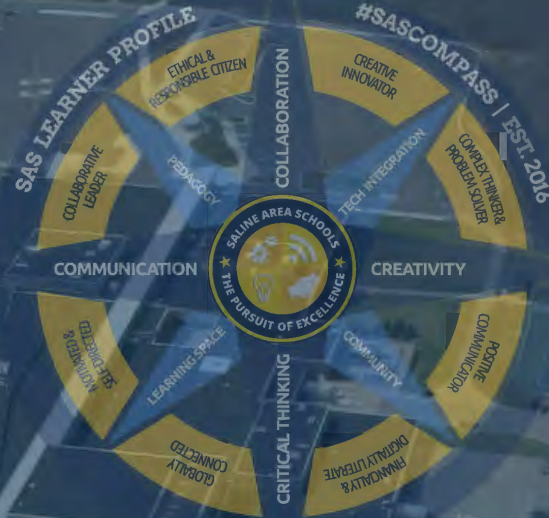 SAS LEARNER PROFILE
#SASCOMPASS | EST. 2016
ETHICAL &
RESPONSIBLE CITIZEN
CREATIVE
INNOVATOR
COMPLEX THINKER &
PROBLEM SOLVER
POSITIVE
COMMUNICATOR
FINANCIALLY &
DIGITALLY LITERATE
GLOBALLY
CONNECTED
MOTIVATED &
SELF-DIRECTED
COLLABORATIVE
LEADER
COLLABORATION
TECH INTEGRATION
CREATIVITY
COMMUNITY
CRITICAL THINKING
LEARNING SPACE
COMMUNICATION
PEDAGOGY
SALINE AREA SCHOOLS
THE PURSUIT OF EXCELLENCE